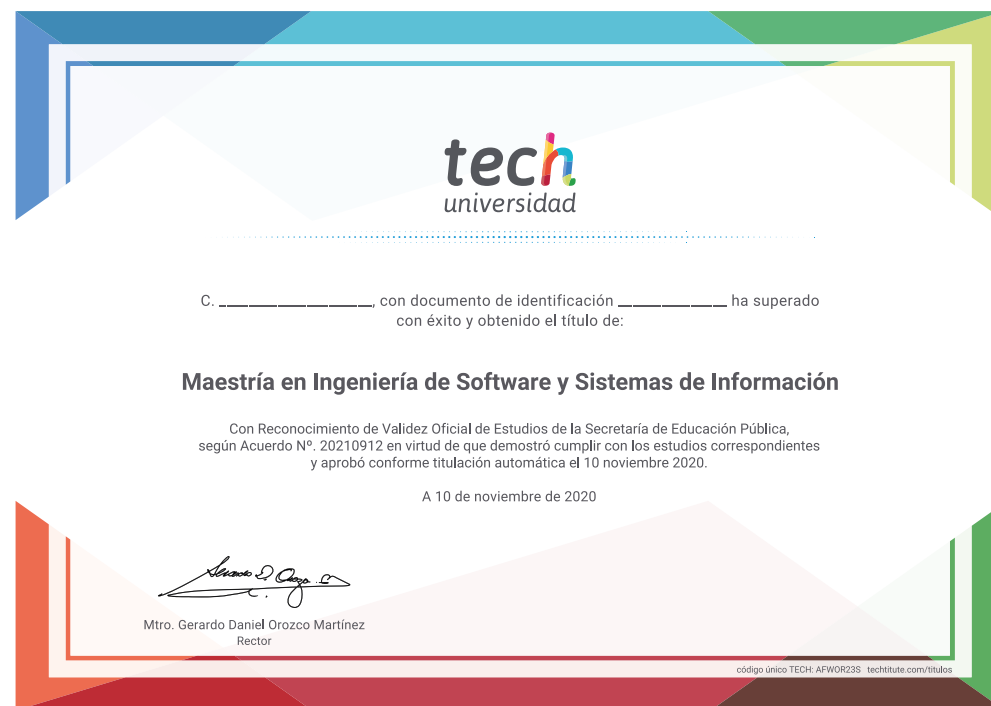 tech
universidad
C. ____________________, con documento de identificación ______________ ha superado
con éxito y obtenido el título de:
Maestría en Ingeniería de Software y Sistemas de Información
Con Reconocimiento de Validez Oficial de Estudios de la Secretaría de Educación Pública,
según Acuerdo Nº. 20210912 en virtud de que demostró cumplir con los estudios correspondientes
y aprobó conforme titulación automática el 10 noviembre 2020.
A 10 de noviembre de 2020
Mtro. Gerardo Daniel Orozco Martínez
Rector
código único TECH: AFWOR23S techtitute.com/titulos